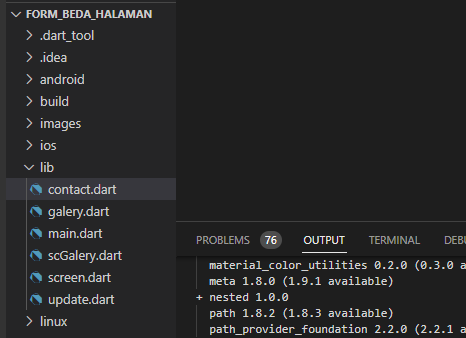 FORM_BEDA_HALAMAN
.dart_tool
.idea
android
build
images
ios
lib
contact.dart
galery.dart
main.dart
scGalery.dart
screen.dart
update.dart
linux
PROBLEMS 76 OUTPUT TERMINAL DEBU
material_color_utilities 0.2.0 (0.3.0 a
meta 1.8.0 (1.9.1 available)
+ nested 1.0.0
path 1.8.2 (1.8.3 available)
path_provider_foundation 2.2.0 (2.2.1 a